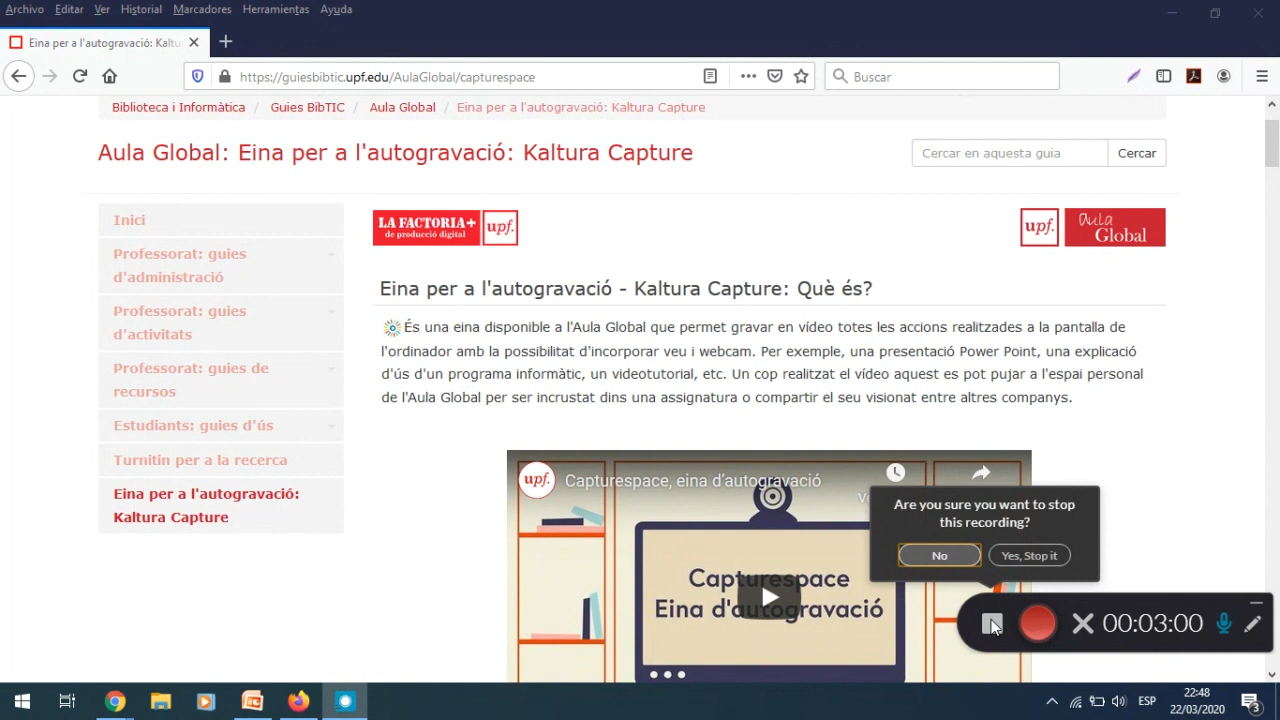 Archivo Editar Ver Historial Marcadores Herramientas Ayuda
Eina per a l'autogravació: Kaltu
https://guiesbibtic.upf.edu/AulaGlobal/capturespace
Buscar
Biblioteca i Informàtica Guies BibTIC Aula Global Eina per a l'autogravació: Kaltura Capture
Aula Global: Eina per a l'autogravació: Kaltura Capture
Cercar en aquesta guia
Cercar
Inici
Professorat: guies
d'administració
Professorat: guies
d'activitats
Professorat: guies de
recursos
Estudiants: guies d'ús
Turnitin per a la recerca
Eina per a l'autogravació:
Kaltura Capture
LA FACTORIA+
de producció digital
upf.
upf.
Aula
Global
Eina per a l'autogravació - Kaltura Capture: Què és?
És una eina disponible a l'Aula Global que permet gravar en vídeo totes les accions realitzades a la pantalla de
l'ordinador amb la possibilitat d'incorporar veu i webcam. Per exemple, una presentació Power Point, una explicació
d'ús d'un programa informàtic, un videotutorial, etc. Un cop realitzat el vídeo aquest es pot pujar a l'espai personal
de l'Aula Global per ser incrustat dins una assignatura o compartir el seu visionat entre altres companys.
upf.
Capturespace, eina d'autogravació
Capturespace
Eina d'autogravació
Are you sure you want to stop
this recording?
No
Yes, Stop it
00:03:00
ESP
22:48
22/03/2020
3